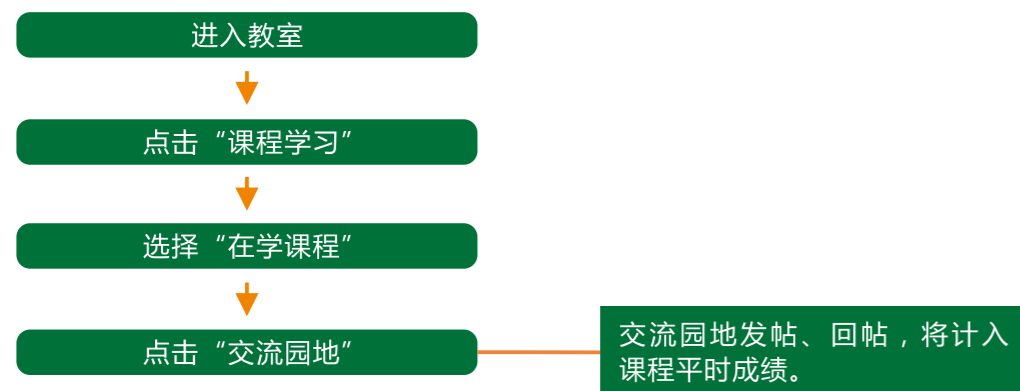 进入教室
点击“课程学习”
选择“在学课程”
点击“交流园地”
交流园地发帖、回帖，将计入
课程平时成绩。